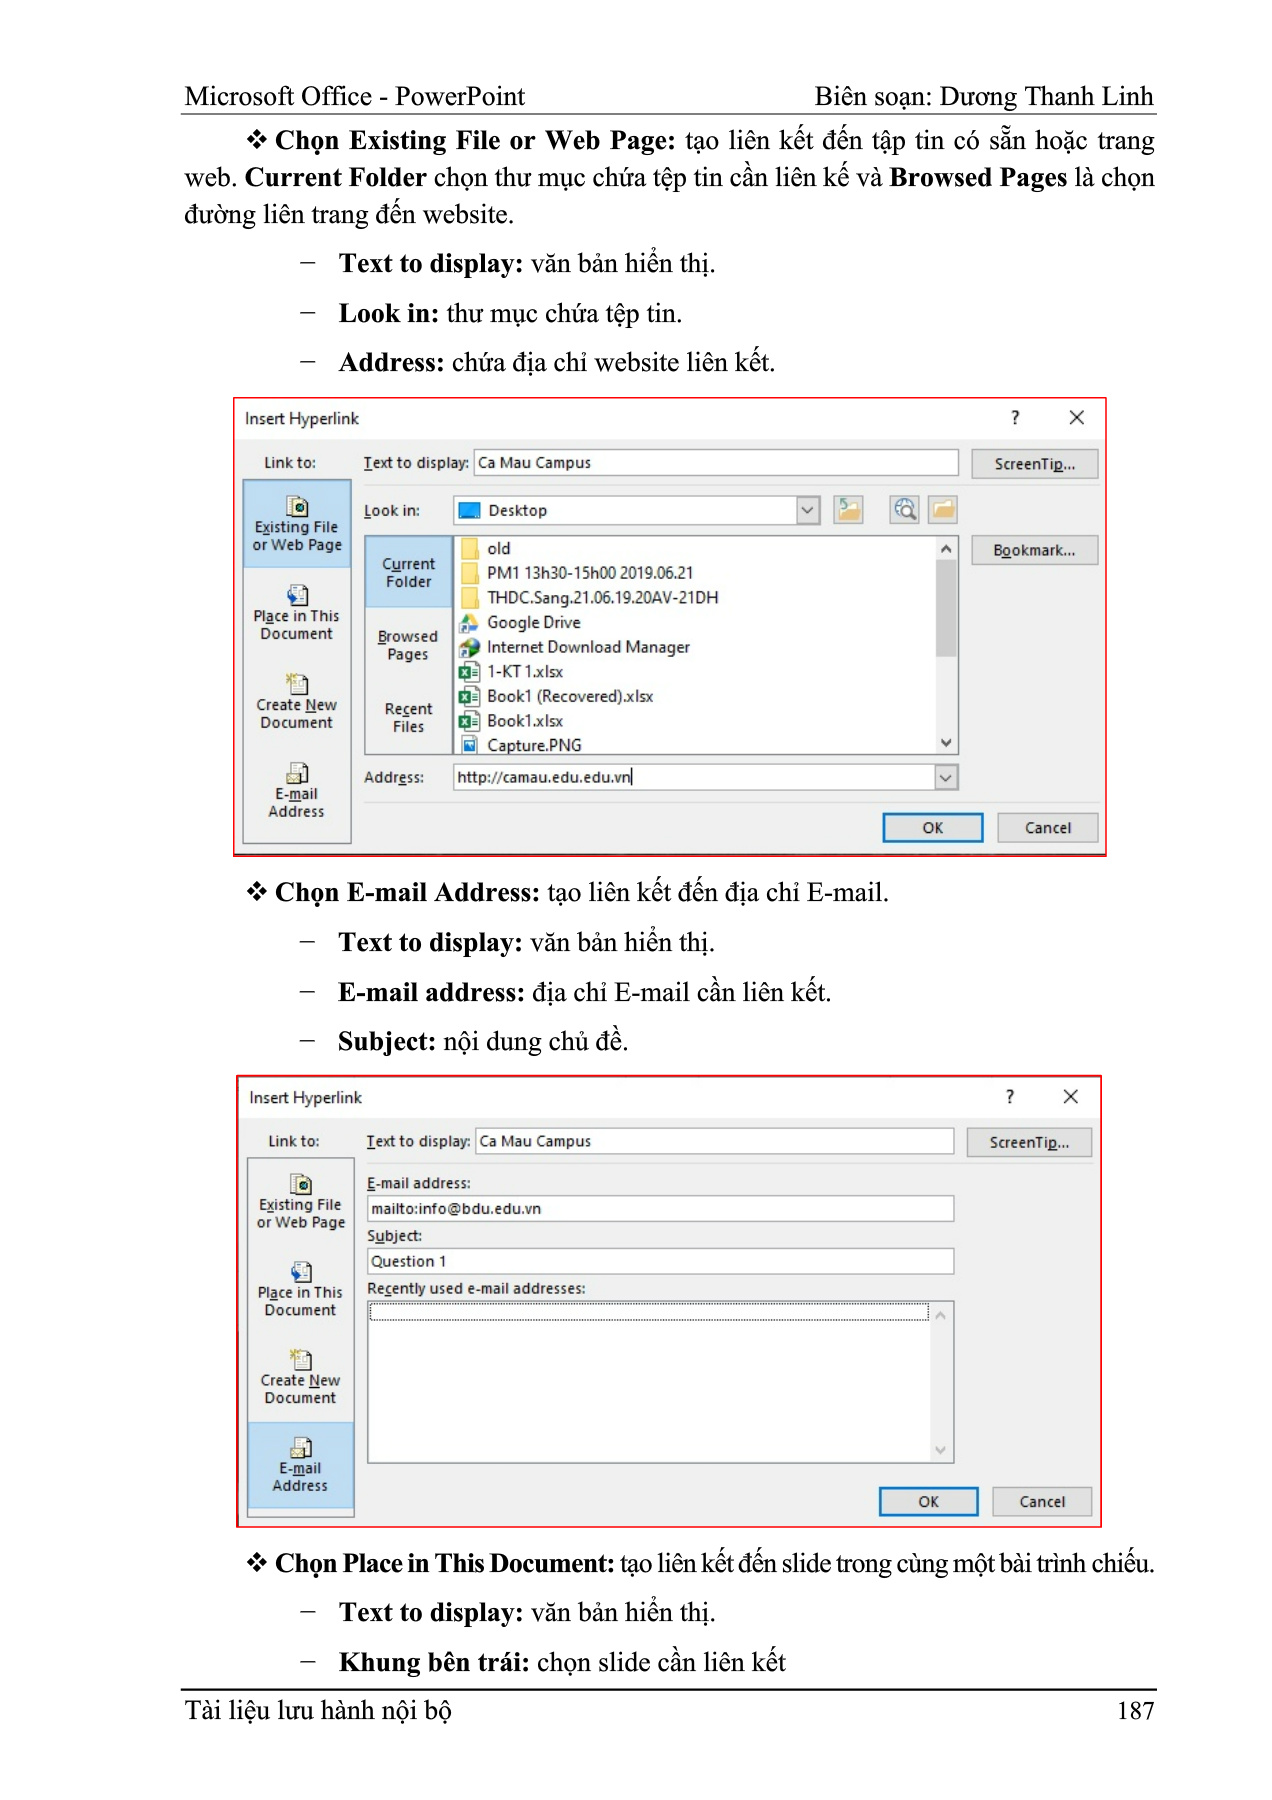 Microsoft Office - PowerPoint Biên soạn: Dương Thanh Linh
❖ Chọn Existing File or Web Page: tạo liên kết đến tập tin có sẵn hoặc trang
web. Current Folder chọn thư mục chứa tệp tin cần liên kế và Browsed Pages là chọn
đường liên trang đến website.
– Text to display: văn bản hiển thị.
– Look in: thư mục chứa tệp tin.
– Address: chứa địa chỉ website liên kết.
Insert Hyperlink ?
Link to: Text to display: Ca Mau Campus ScreenTip...
Existing File
or Web Page
Look in: Desktop
Place in This
Document
Create New
Document
E-mail
Address
Current
Folder
Browsed
Pages
Recent
Files
old
PM1 13h30-15h00 2019.06.21
THDC.Sang.21.06.19.20AV-21DH
Google Drive
Internet Download Manager
1-KT 1.xlsx
Book1 (Recovered).xlsx
Book1.xlsx
Capture.PNG
Bookmark...
Address: http://camau.edu.edu.vn
OK Cancel
❖ Chọn E-mail Address: tạo liên kết đến địa chỉ E-mail.
– Text to display: văn bản hiển thị.
– E-mail address: địa chỉ E-mail cần liên kết.
– Subject: nội dung chủ đề.
Insert Hyperlink ?
Link to: Text to display: Ca Mau Campus ScreenTip...
Existing File
or Web Page
Place in This
Document
Create New
Document
E-mail
Address
E-mail address:
mailto:info@bdu.edu.vn
Subject:
Question 1
Recently used e-mail addresses:
OK Cancel
❖ Chọn Place in This Document: tạo liên kết đến slide trong cùng một bài trình chiếu.
– Text to display: văn bản hiển thị.
– Khung bên trái: chọn slide cần liên kết
Tài liệu lưu hành nội bộ 187